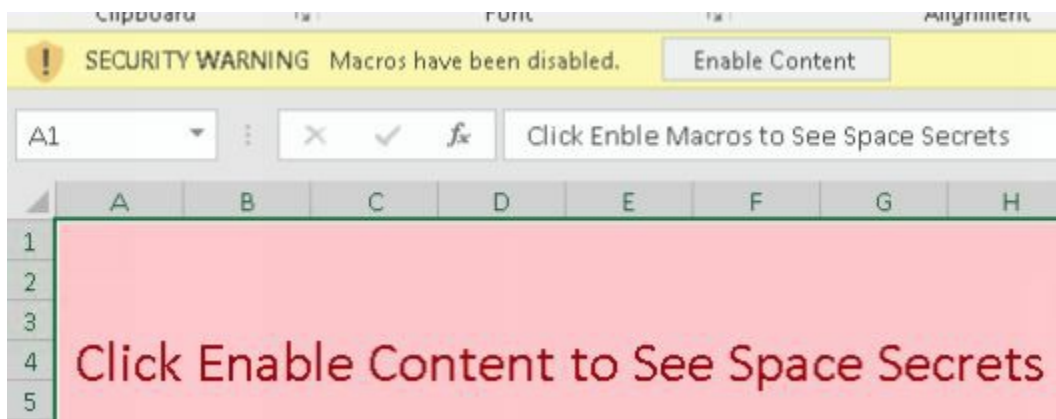 Clipboard Font Alignment
SECURITY WARNING Macros have been disabled. Enable Content
A1 fx Click Enble Macros to See Space Secrets
A B C D E F G H
1
2
3
4 Click Enable Content to See Space Secrets
5